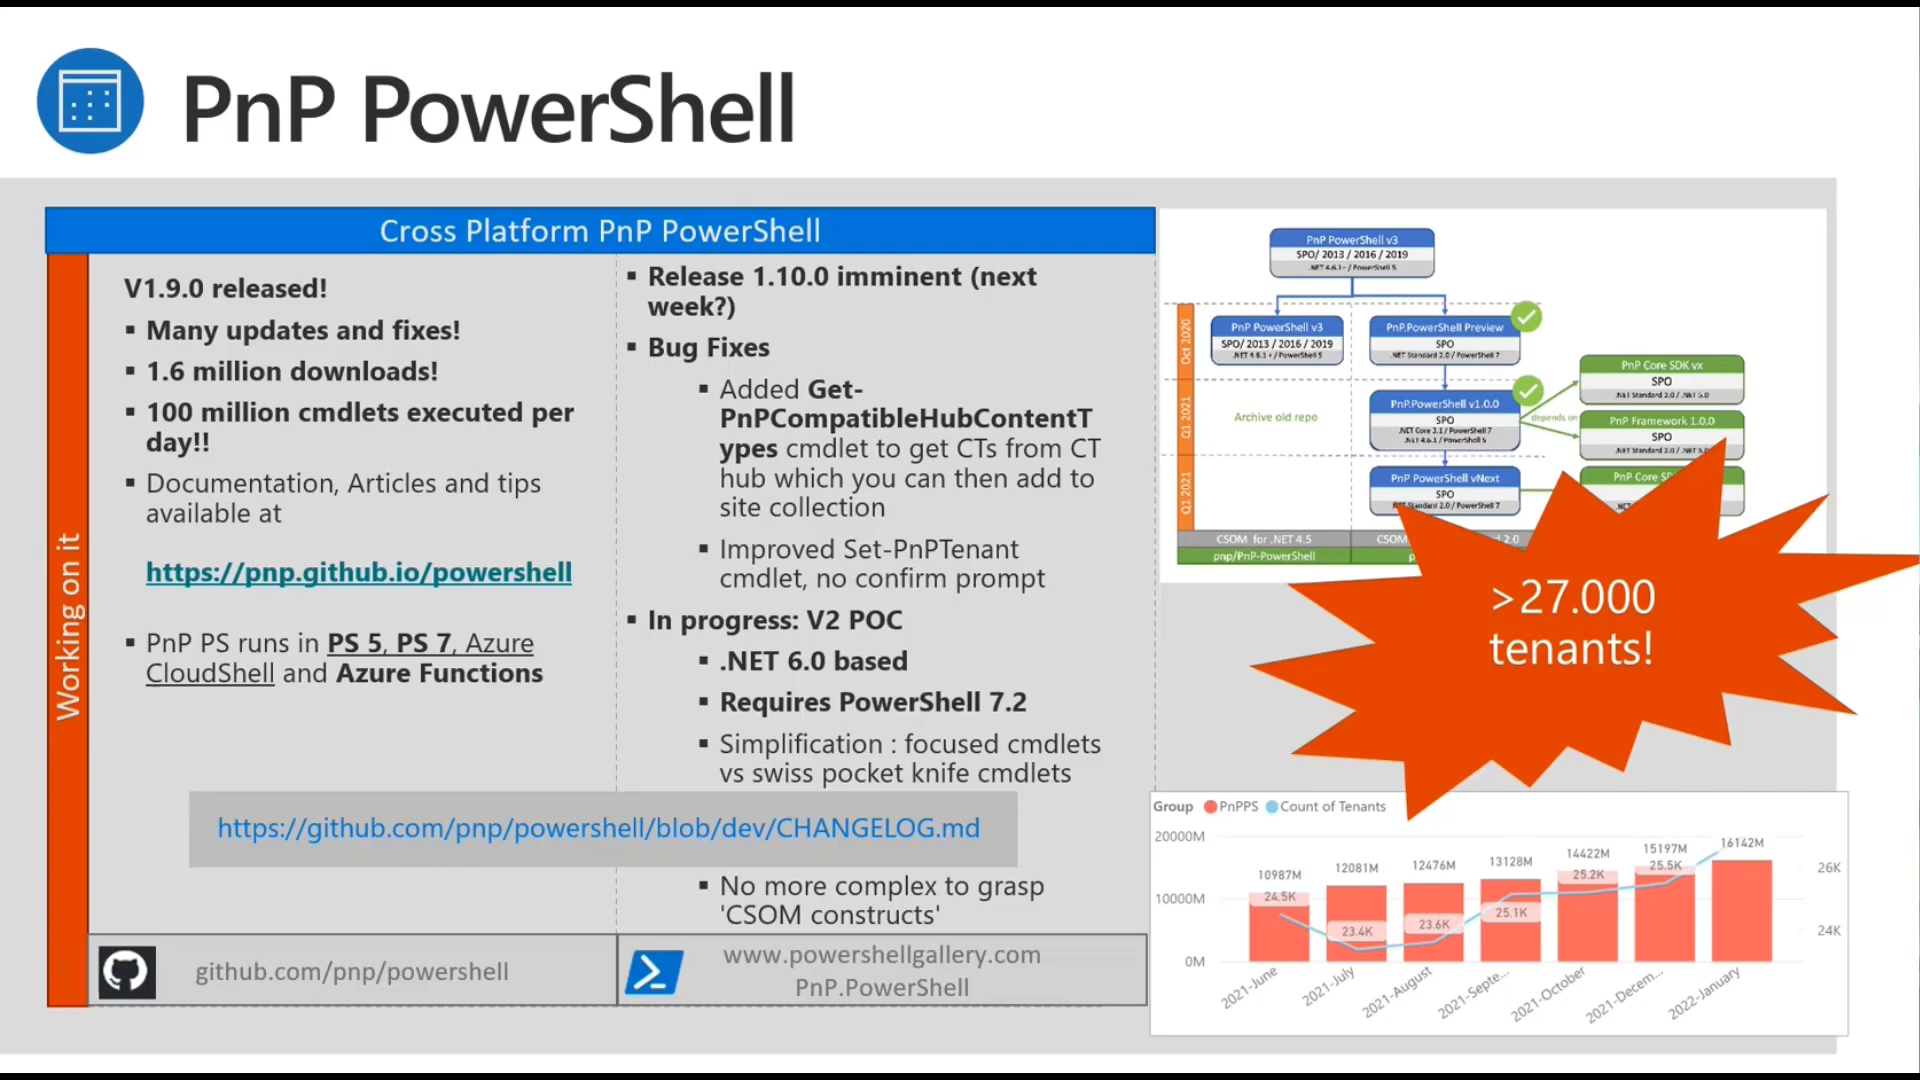 PnP PowerShell
Cross Platform PnP PowerShell
Working on it
V1.9.0 released!
▪ Many updates and fixes!
▪ 1.6 million downloads!
▪ 100 million cmdlets executed per
day!!
▪ Documentation, Articles and tips
available at
https://pnp.github.io/powershell
▪ PnP PS runs in PS 5, PS 7, Azure
CloudShell and Azure Functions
▪ Release 1.10.0 imminent (next
week?)
▪ Bug Fixes
▪ Added Get-
PnPCompatibleHubContentT
ypes cmdlet to get CTs from CT
hub which you can then add to
site collection
▪ Improved Set-PnPTenant
cmdlet, no confirm prompt
▪ In progress: V2 POC
▪ .NET 6.0 based
▪ Requires PowerShell 7.2
▪ Simplification : focused cmdlets
vs swiss pocket knife cmdlets
https://github.com/pnp/powershell/blob/dev/CHANGELOG.md
▪ No more complex to grasp
'CSOM constructs'
github.com/pnp/powershell
www.powershellgallery.com
PnP.PowerShell
PnP PowerShell v3
SPO/ 2013 / 2016 / 2019
.NET 4.6.1+ / PowerShell 5
Oct 2020
PnP PowerShell v3
SPO/ 2013 / 2016 / 2019
.NET 4.6.1 + / PowerShell 5
PnP.PowerShell Preview
SPO
.NET Standard 2.0 / PowerShell 7
Q1 2021
Archive old repo
PnP.PowerShell v1.0.0
SPO
.NET Core 3.1 / PowerShell 7
.NET 4.6.1 / PowerShell 5
depends on
PnP Core SDK vx
SPO
.NET Standard 2.0 / .NET 5.0
PnP Framework 1.0.0
SPO
.NET Standard 2.0 / .NET 5.0
Q1 2021
PnP PowerShell vNext
SPO
.NET Standard 2.0 / PowerShell 7
PnP Core
CSOM for .NET 4.5
CSOM
2.0
pnp/PnP-PowerShell
>27.000
tenants!
Group PnPPS Count of Tenants
20000M
10000M
0M
10987M
12081M
12476M
13128M
14422M
15197M
16142M
24.5K
23.4K
23.6K
25.1K
25.2K
25.5K
26K
24K
2021-June
2021-July
2021-August
2021-Septe...
2021-October
2021-Decem...
2022-January